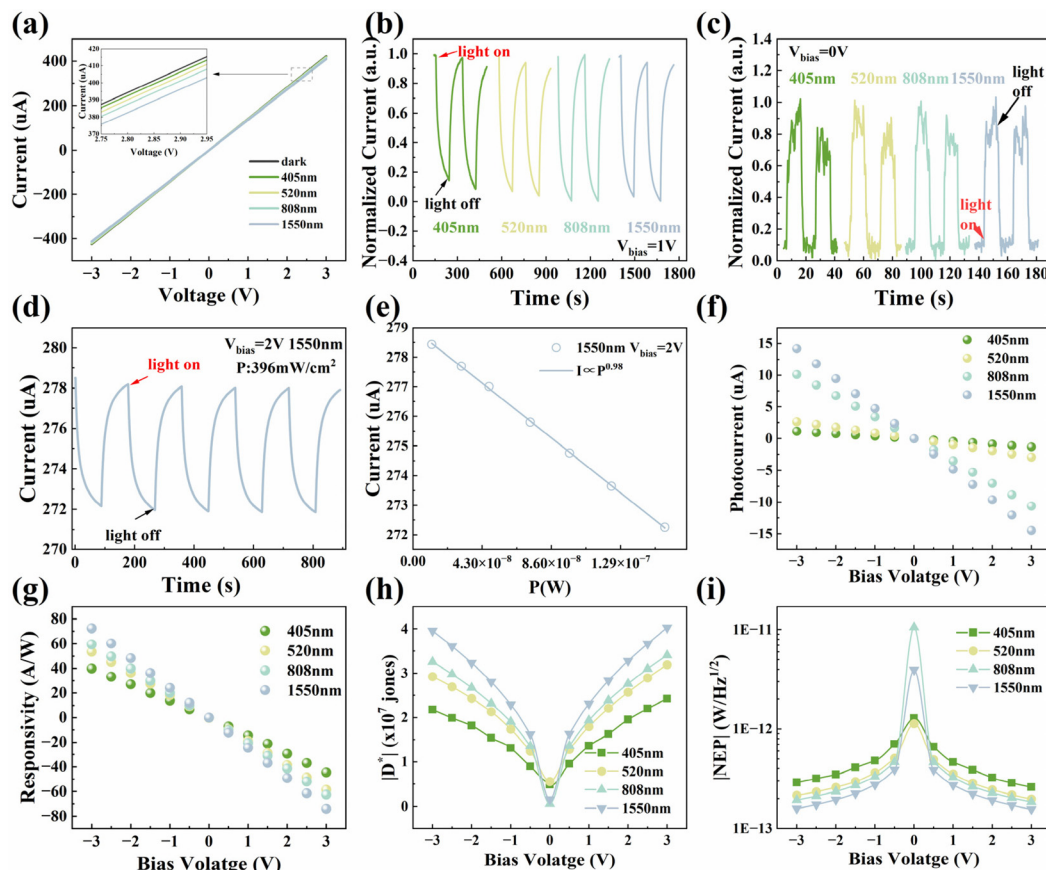 (a)
Current (uA)
400
200
0
−200
−400
Current (uA)
420
410
400
390
380
370
2.75 2.80 2.85 2.90 2.95
Voltage (V)
dark
405nm
520nm
808nm
1550nm
−3 −2 −1 0 1 2 3
Voltage (V)
(b)
Normalized Current (a.u.)
1.4
1.2
1.0
0.8
0.6
0.4
0.2
0.0
−0.2
−0.4
light on
light off
405nm 520nm 808nm 1550nm
Vbias=1V
0 300 600 900 1200 1500 1800
Time (s)
(c)
Normalized Current (a.u.)
1.4
1.2
1.0
0.8
0.6
0.4
0.2
0.0
Vbias=0V
405nm 520nm 808nm 1550nm
light
off
light
on
0 20 40 60 80 100 120 140 160 180
Time (s)
(d)
Current (uA)
280
278
276
274
272
270
Vbias=2V 1550nm
P:396mW/cm2
light on
light off
0 200 400 600 800
Time (s)
(e)
Current (uA)
279
278
277
276
275
274
273
272
1550nm Vbias=2V
I∝P0.98
0.00 4.30×10−8 8.60×10−8 1.29×10−7
P(W)
(f)
Photocurrent (uA)
15
10
5
0
−5
−10
−15
405nm
520nm
808nm
1550nm
−3 −2 −1 0 1 2 3
Bias Volatge (V)
(g)
Responsivity (A/W)
80
60
40
20
0
−20
−40
−60
−80
405nm
520nm
808nm
1550nm
−3 −2 −1 0 1 2 3
Bias Volatge (V)
(h)
|D*| (x107 jones)
4
3
2
1
0
405nm
520nm
808nm
1550nm
−3 −2 −1 0 1 2 3
Bias Volatge (V)
(i)
|NEP| (W/Hz1/2)
1E−11
1E−12
1E−13
405nm
520nm
808nm
1550nm
−3 −2 −1 0 1 2 3
Bias Volatge (V)